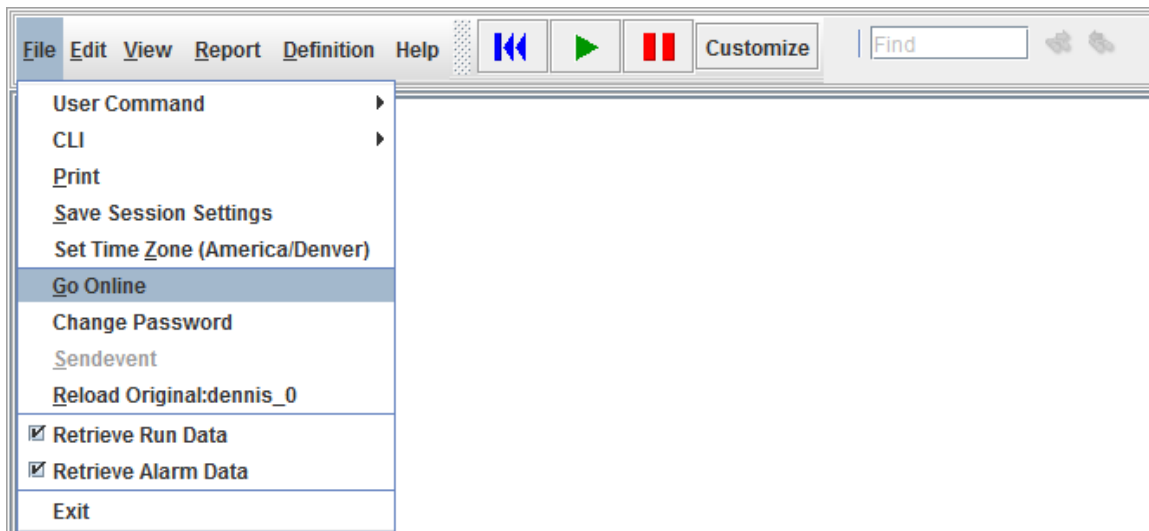 File Edit View Report Definition Help Customize Find
User Command
CLI
Print
Save Session Settings
Set Time Zone (America/Denver)
Go Online
Change Password
Sendevent
Reload Original:dennis_0
Retrieve Run Data
Retrieve Alarm Data
Exit